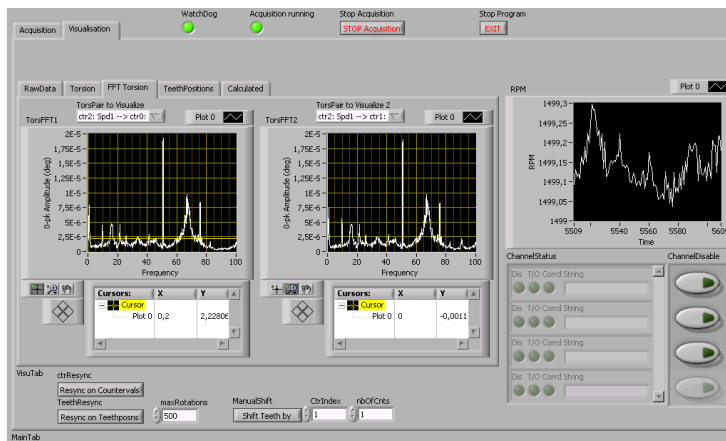 WatchDog Acquisition running Stop Acquisition Stop Program
Acquisition Visualisation
STOP Acquisition EXIT
RawData Torsion FFT Torsion TeethPositions Calculated
TorsPair to Visualize
TorsFFT1 ctr2: Spd1 --> ctr0: Plot 0
2E-5
1,75E-5
1,5E-5
1,25E-5
1E-5
7,5E-6
5E-6
2,5E-6
0
0-pk Amplitude (deg)
0 20 40 60 80 100
Frequency
Cursors: X Y
Cursor
Plot 0 0,2 2,22806
TorsPair to Visualize 2
TorsFFT2 ctr2: Spd1 --> ctr1: Plot 0
2E-5
1,75E-5
1,5E-5
1,25E-5
1E-5
7,5E-6
5E-6
2,5E-6
0
0-pk Amplitude (deg)
0 20 40 60 80 100
Frequency
Cursors: X Y
Cursor
Plot 0 0 -0,0011
RPM Plot 0
1499,3
1499,25
1499,2
1499,15
1499,1
1499,05
1499
RPM
5509 5540 5560 5580 560
Time
ChannelStatus ChannelDisable
Dis T/O Corrd String
Dis T/O Corrd String
Dis T/O Corrd String
Dis T/O Corrd String
VisuTab
ctrResync
Resync on Countervals
TeethResync maxRotations ManualShift CtrIndex nbOfCnts
Resync on Teethposns 500 Shift Teeth by 1 1
MainTab